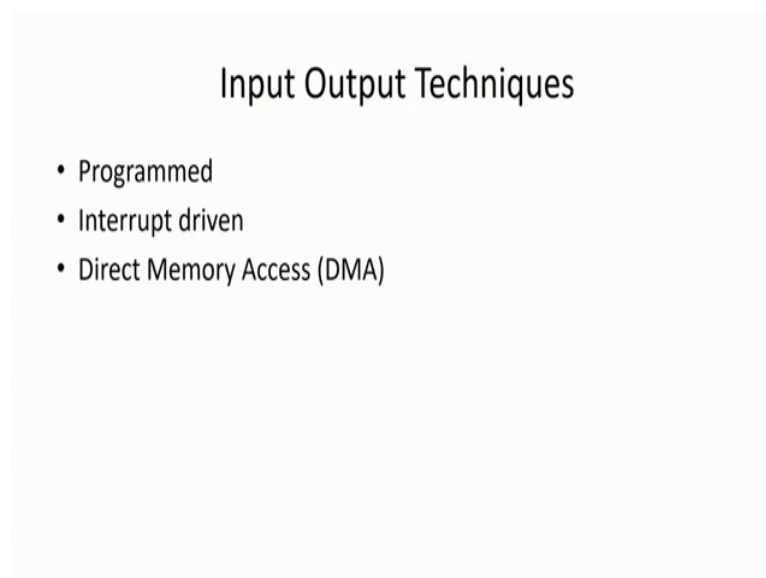 Input Output Techniques
• Programmed
• Interrupt driven
• Direct Memory Access (DMA)